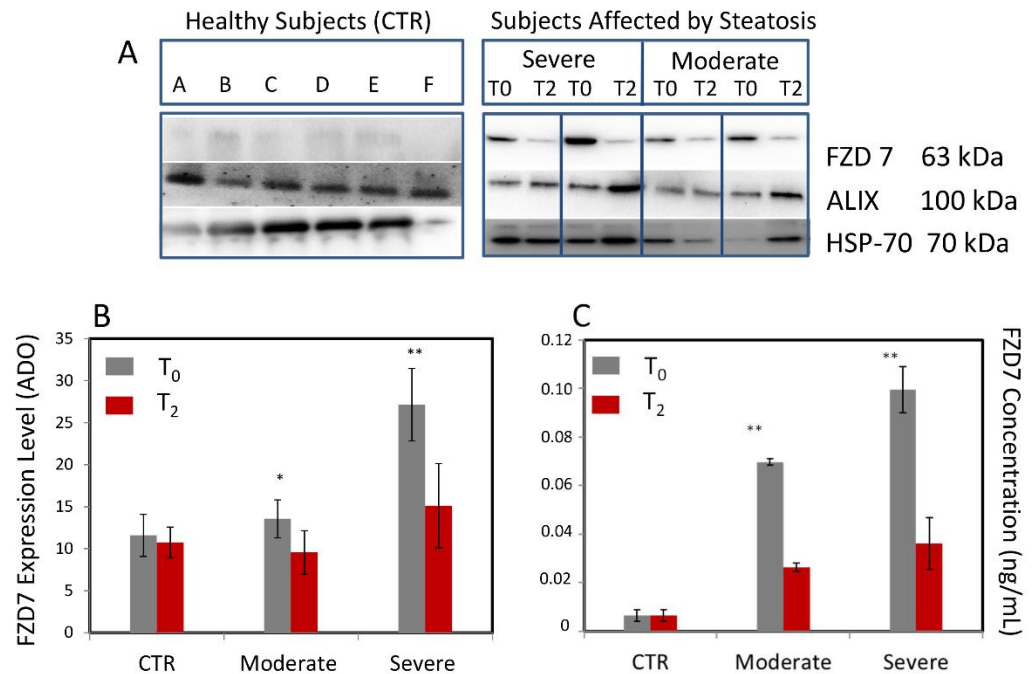 A
Healthy Subjects (CTR)
A B C D E F
Subjects Affected by Steatosis
Severe Moderate
T0 T2 T0 T2 T0 T2 T0 T2
FZD 7 63 kDa
ALIX 100 kDa
HSP-70 70 kDa
B
FZD7 Expression Level (ADO)
35
30
25
20
15
10
5
0
T0
T2
*
**
CTR Moderate Severe
C
0.12
0.10
0.08
0.06
0.04
0.02
0
T0
T2
**
**
CTR Moderate Severe
FZD7 Concentration (ng/mL)